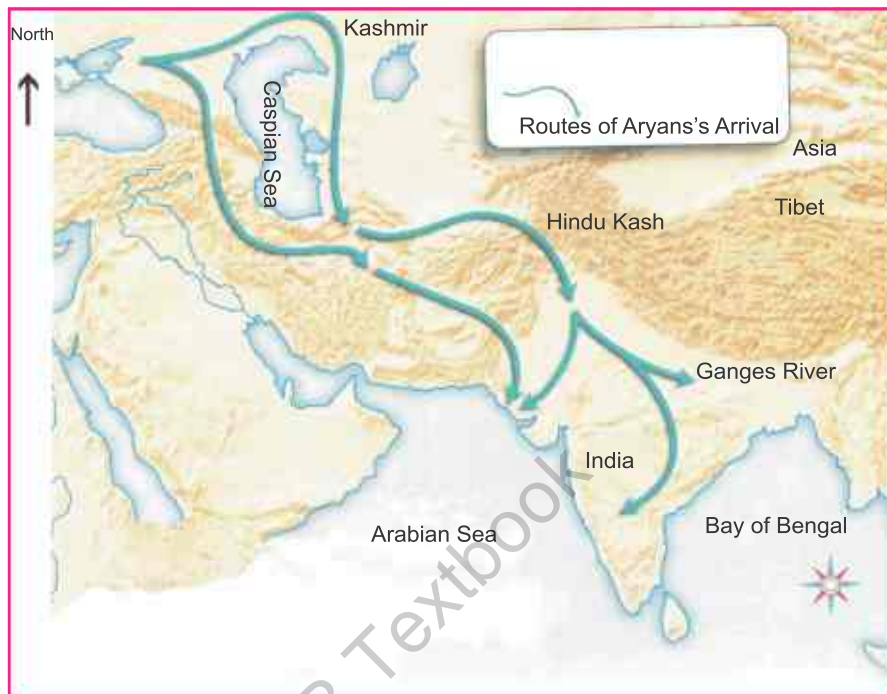 North
Kashmir
Caspian Sea
Routes of Aryans's Arrival
Asia
Tibet
Hindu Kash
Ganges River
India
Arabian Sea
Bay of Bengal
Textbook